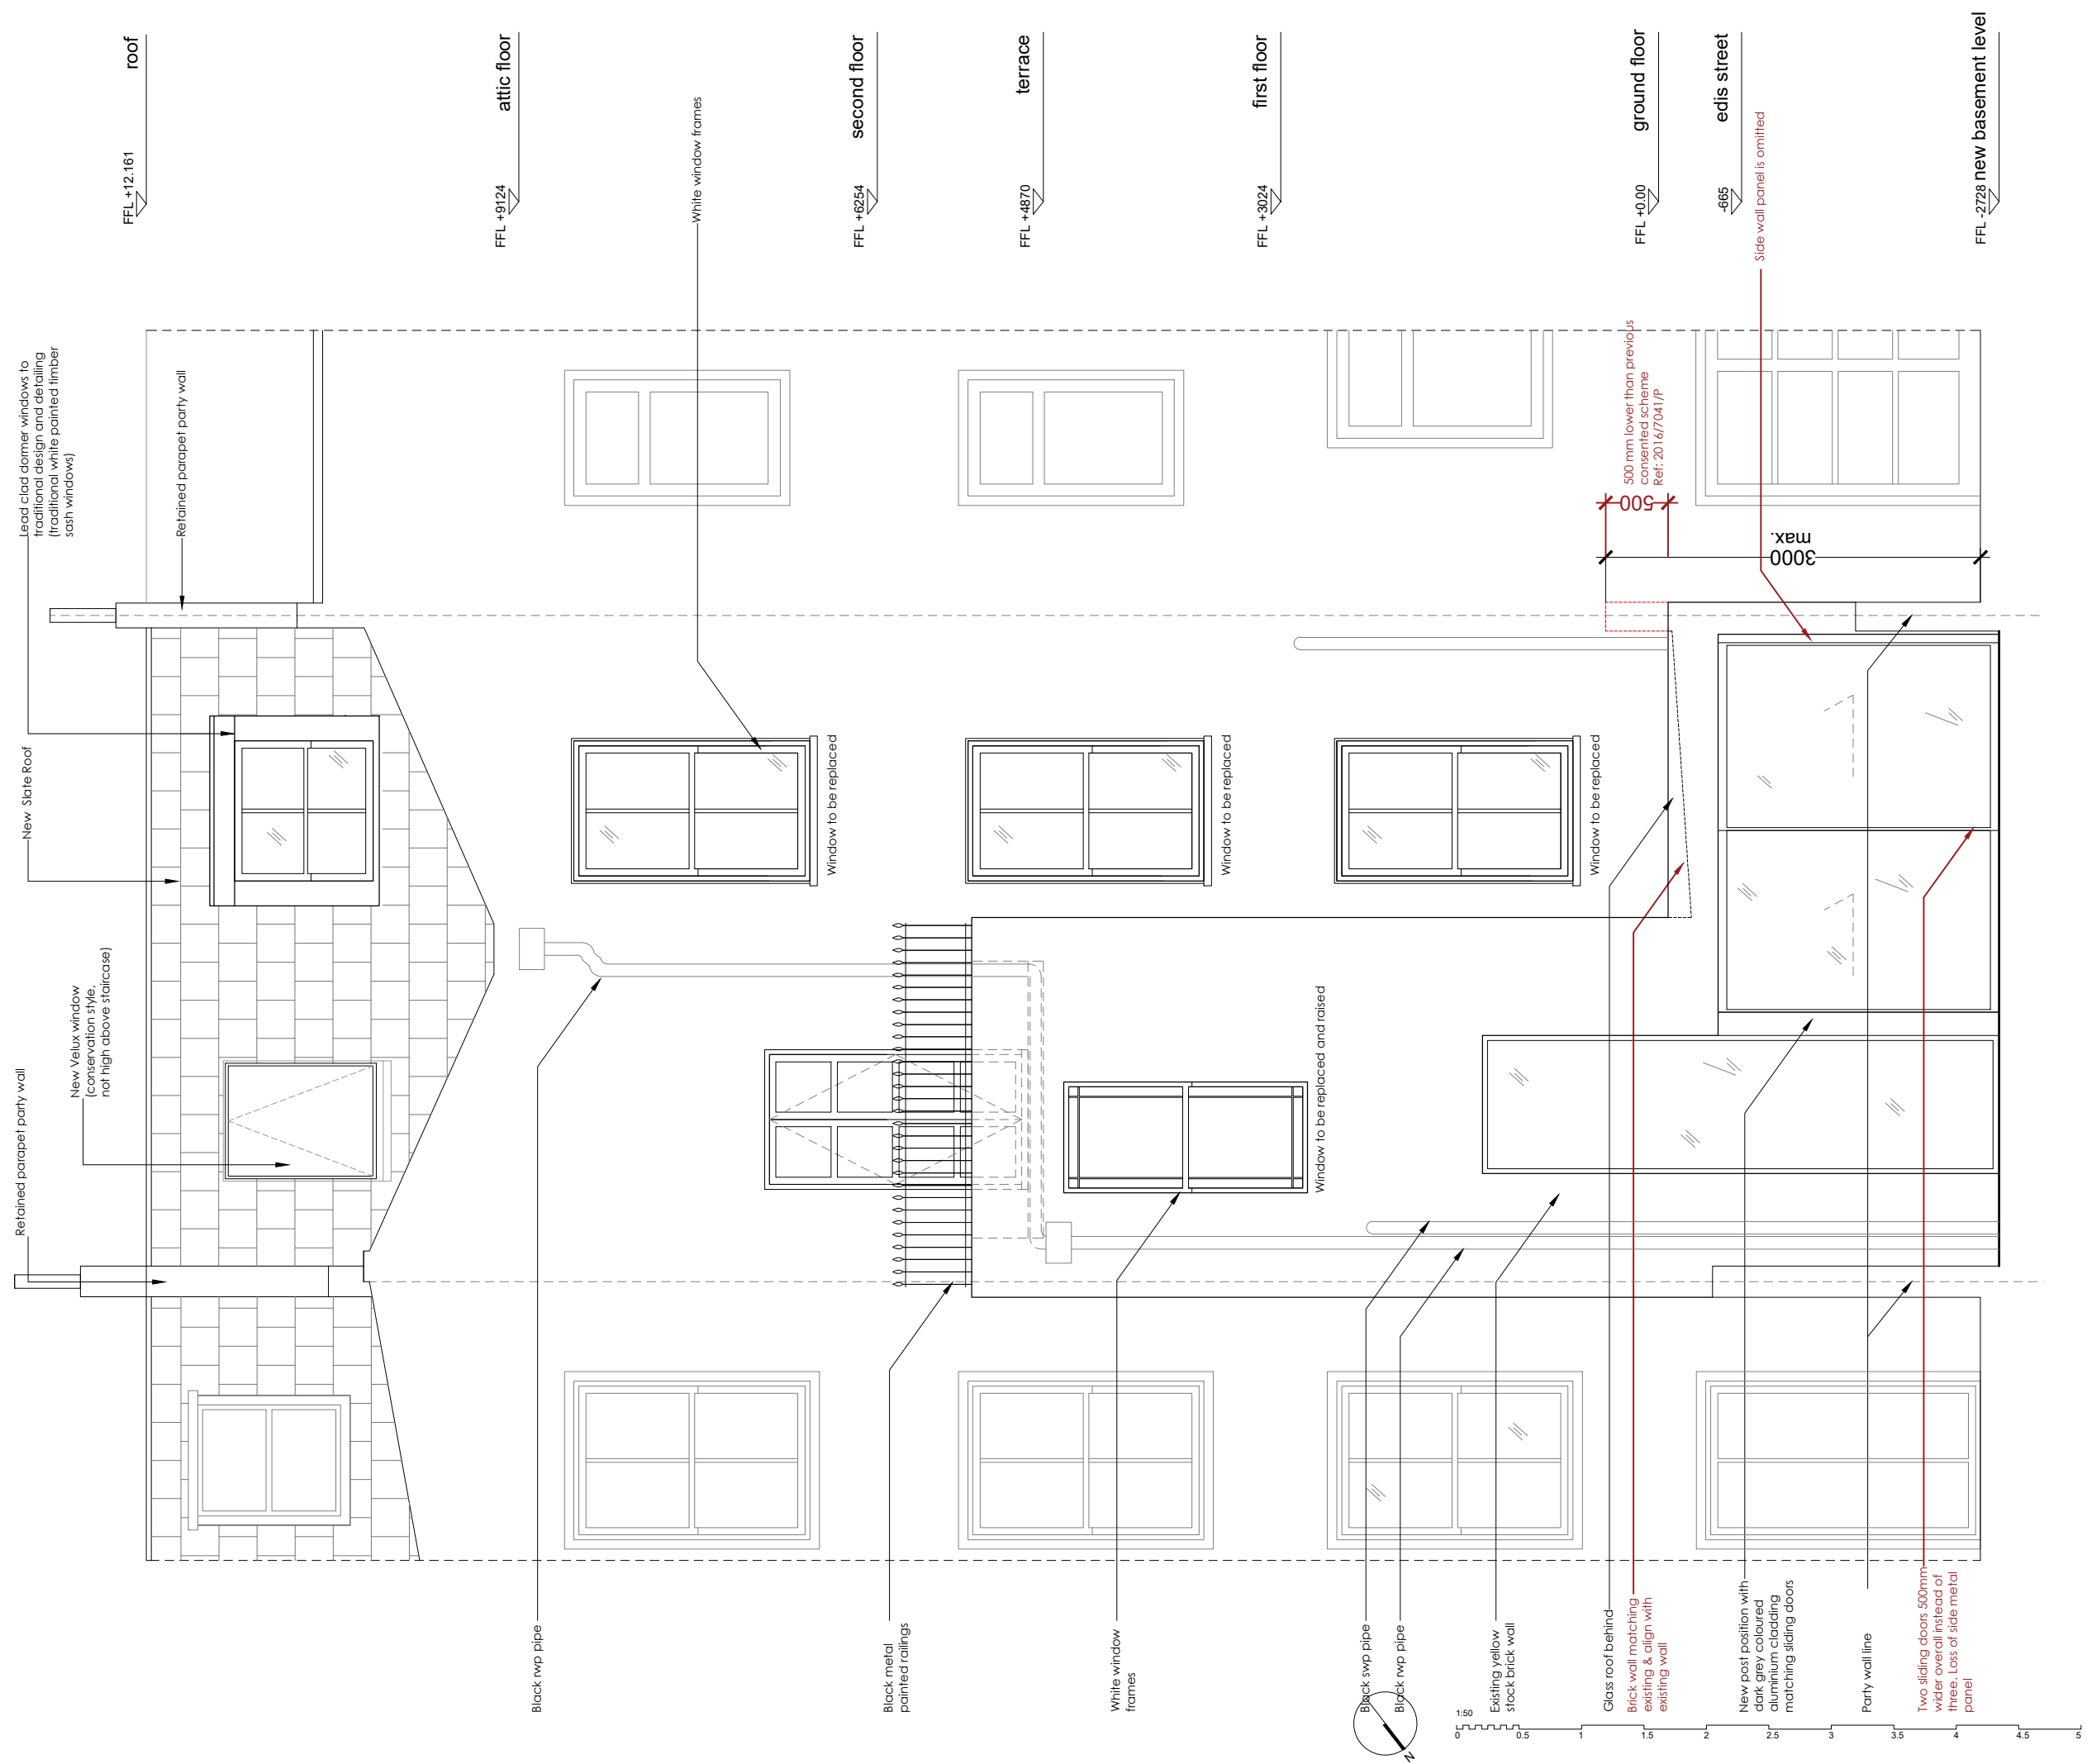 Retained parapet party wall
New Velux window
(conservation style,
not high above staircase)
New Slate Roof
Lead clad dormer windows to
traditional design and detailing
(traditional white painted timber
sash windows)
Retained parapet party wall
FFL +12.161
roof
FFL +9124
attic floor
White window frames
FFL +6254
second floor
FFL +4870
terrace
FFL +3024
first floor
FFL +0.00
ground floor
-665
edis street
Side wall panel is omitted
FFL -2728 new basement level
500 mm lower than previous
consented scheme
Ref: 2016/7041/P
500
3000
max.
Window to be replaced
Window to be replaced
Window to be replaced
Window to be replaced and raised
Black rwp pipe
Black metal
painted railings
White window
frames
Black swp pipe
Black rwp pipe
Existing yellow
stock brick wall
Glass roof behind
Brick wall matching
existing & align with
existing wall
New post position with
dark grey coloured
aluminium cladding
matching sliding doors
Party wall line
Two sliding doors 500mm
wider overall instead of
three. Loss of side metal
panel
N
1:50
0 0.5 1 1.5 2 2.5 3 3.5 4 4.5 5